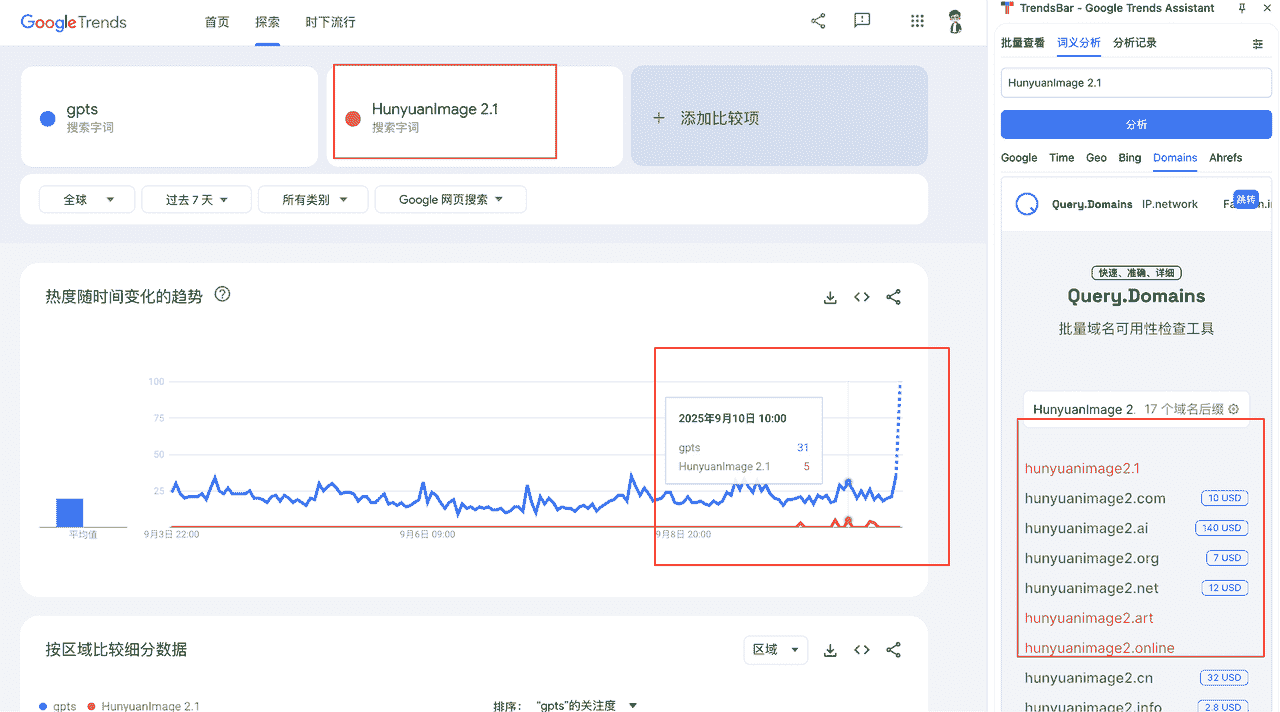 Google Trends
首页
探索
时下流行
gpts
搜索字词
HunyuanImage 2.1
搜索字词
+ 添加比较项
全球
过去 7 天
所有类别
Google 网页搜索
热度随时间变化的趋势
100
75
50
25
2025年9月10日 10:00
gpts 31
HunyuanImage 2.1 5
平均值
9月3日 22:00
9月6日 09:00
9月8日 20:00
按区域比较细分数据
区域
gpts
HunyuanImage 2.1
排序：
"gpts"的关注度
TrendsBar - Google Trends Assistant
批量查看
词义分析
分析记录
HunyuanImage 2.1
分析
Google
Time
Geo
Bing
Domains
Ahrefs
Query.Domains
IP.network
跳转
快速、准确、详细
Query.Domains
批量域名可用性检查工具
HunyuanImage 2.
17 个域名后缀
hunyuanimage2.1
hunyuanimage2.com 10 USD
hunyuanimage2.ai 140 USD
hunyuanimage2.org 7 USD
hunyuanimage2.net 12 USD
hunyuanimage2.art
hunyuanimage2.online
hunyuanimage2.cn 32 USD
hunyuanimage2.info 2.8 USD